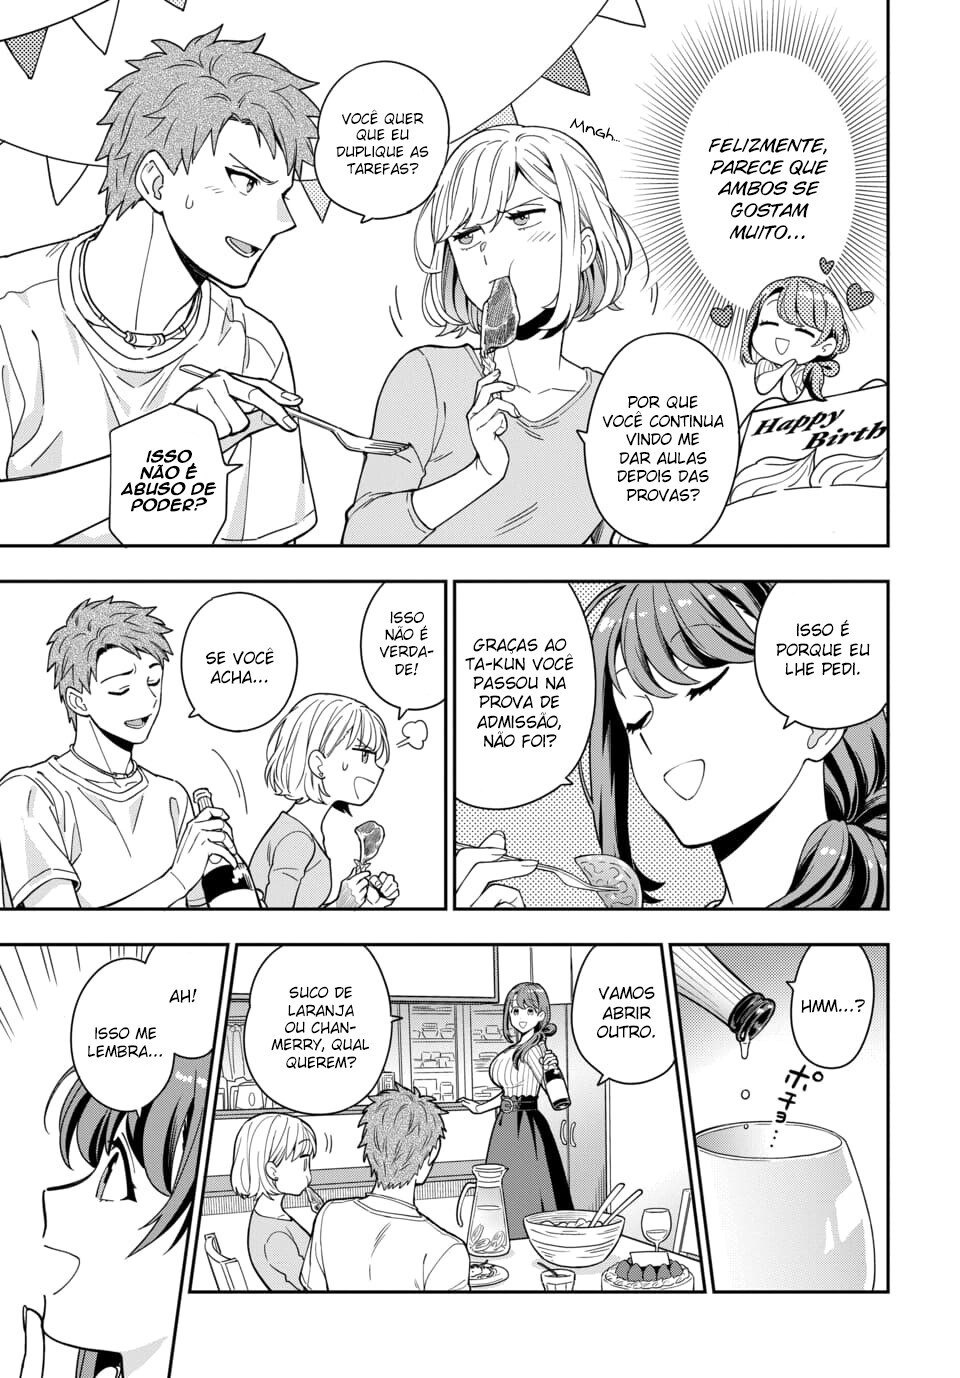 FELIZMENTE,
PARECE QUE
AMBOS SE
GOSTAM
MUITO...
Mngh...
VOCÊ QUER
QUE EU
DUPLIQUE AS
TAREFAS?
POR QUE
VOCÊ CONTINUA
VINDO ME
DAR AULAS
DEPOIS DAS
PROVAS?
Happy
Birth
ISSO
NÃO É
ABUSO DE
PODER?
ISSO É
PORQUE EU
LHE PEDI.
GRAÇAS AO
TA-KUN VOCÊ
PASSOU NA
PROVA DE
ADMISSÃO,
NÃO FOI?
ISSO
NÃO É
VERDA-
DE!
SE VOCÊ
ACHA...
HMM...?
ポチョ...
VAMOS
ABRIR
OUTRO.
SUCO DE
LARANJA
OU CHAN-
MERRY, QUAL
QUEREM?
AH!
ISSO ME
LEMBRA...